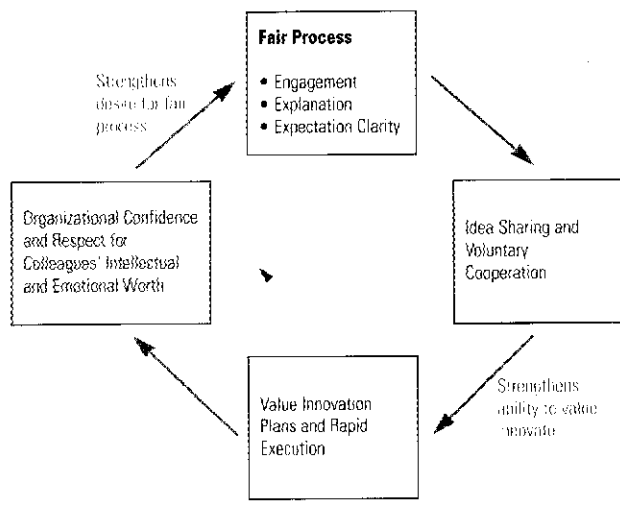 Fair Process
• Engagement
• Explanation
• Expectation Clarity
Strengthens
desire for fair
process
Organizational Confidence
and Respect for
Colleagues' Intellectual
and Emotional Worth
Idea Sharing and
Voluntary
Cooperation
Strengthens
ability to value
innovate
Value Innovation
Plans and Rapid
Execution